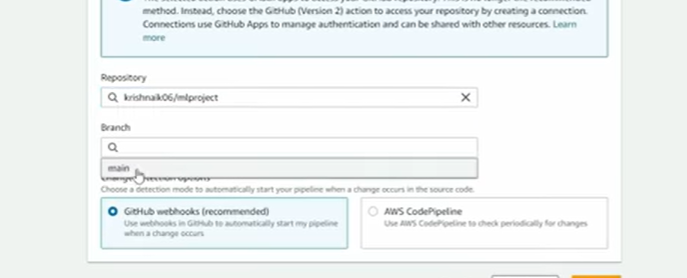 method. Instead, choose the GitHub (Version 2) action to access your repository by creating a connection.
Connections use GitHub Apps to manage authentication and can be shared with other resources. Learn
more
Repository
krishnaik06/mlproject
Branch
main
Choose a detection mode to automatically start your pipeline when a change occurs in the source code.
GitHub webhooks (recommended)
Use webhooks in GitHub to automatically start my pipeline
when a change occurs
AWS CodePipeline
Use AWS CodePipeline to check periodically for changes